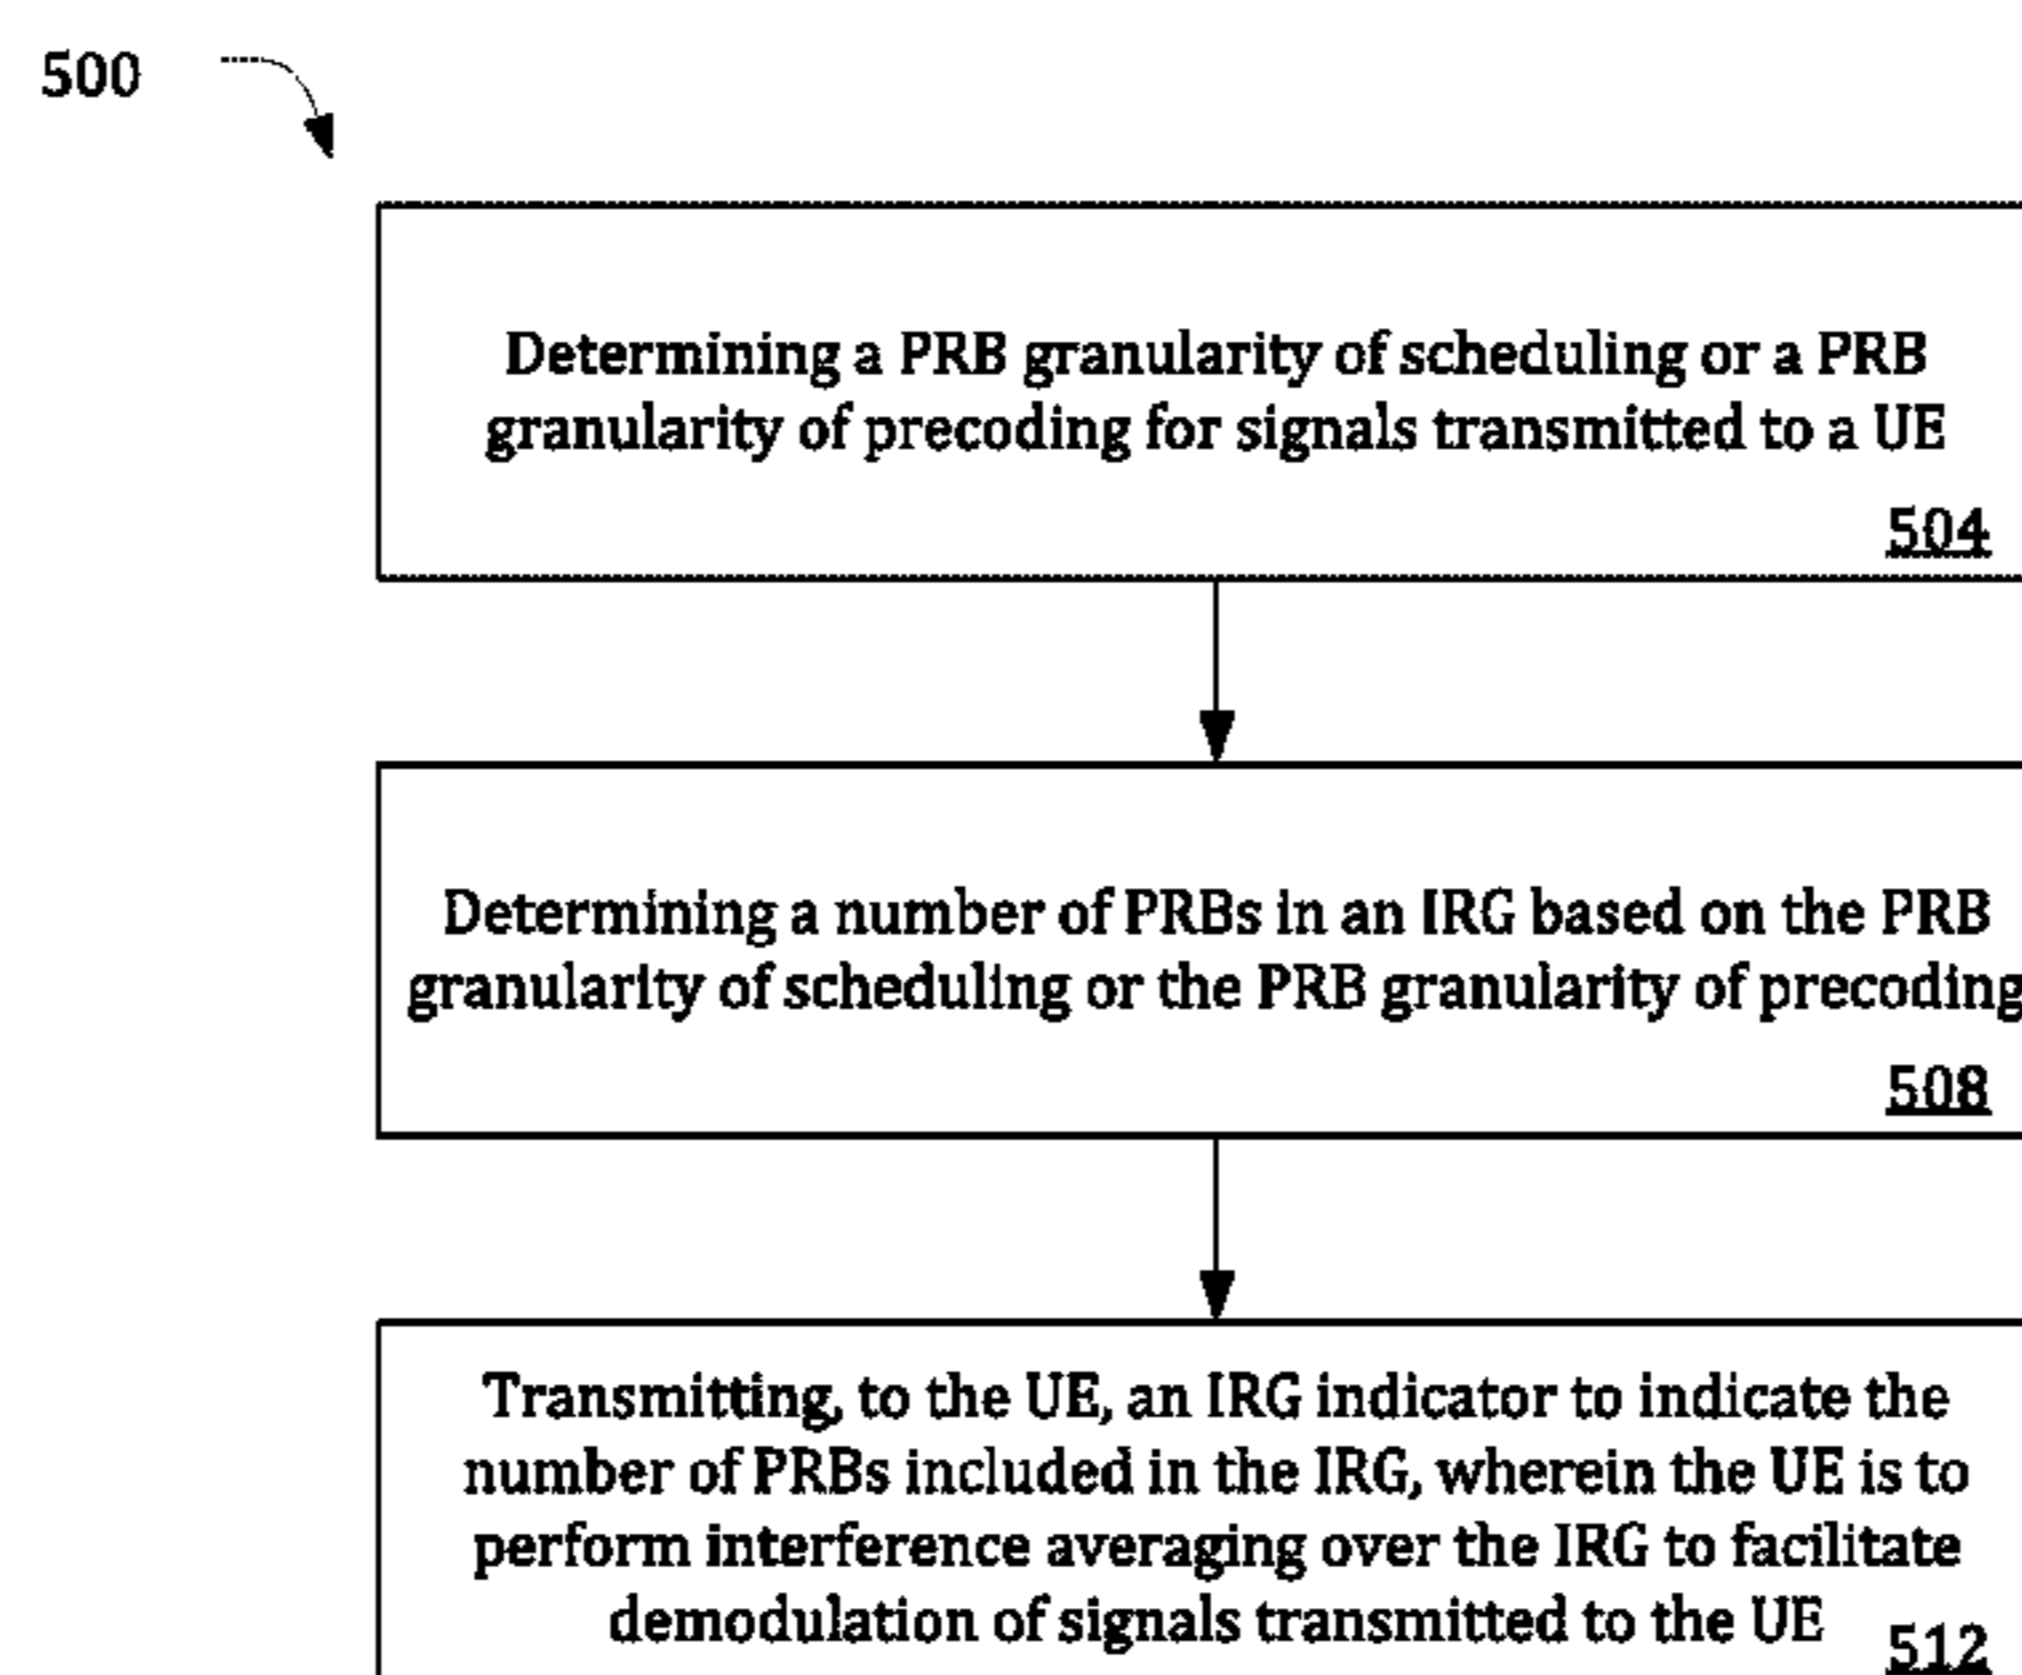 500
Determining a PRB granularity of scheduling or a PRB
granularity of precoding for signals transmitted to a UE
504
Determining a number of PRBs in an IRG based on the PRB
granularity of scheduling or the PRB granularity of precoding
508
Transmitting, to the UE, an IRG indicator to indicate the
number of PRBs included in the IRG, wherein the UE is to
perform interference averaging over the IRG to facilitate
demodulation of signals transmitted to the UE
512